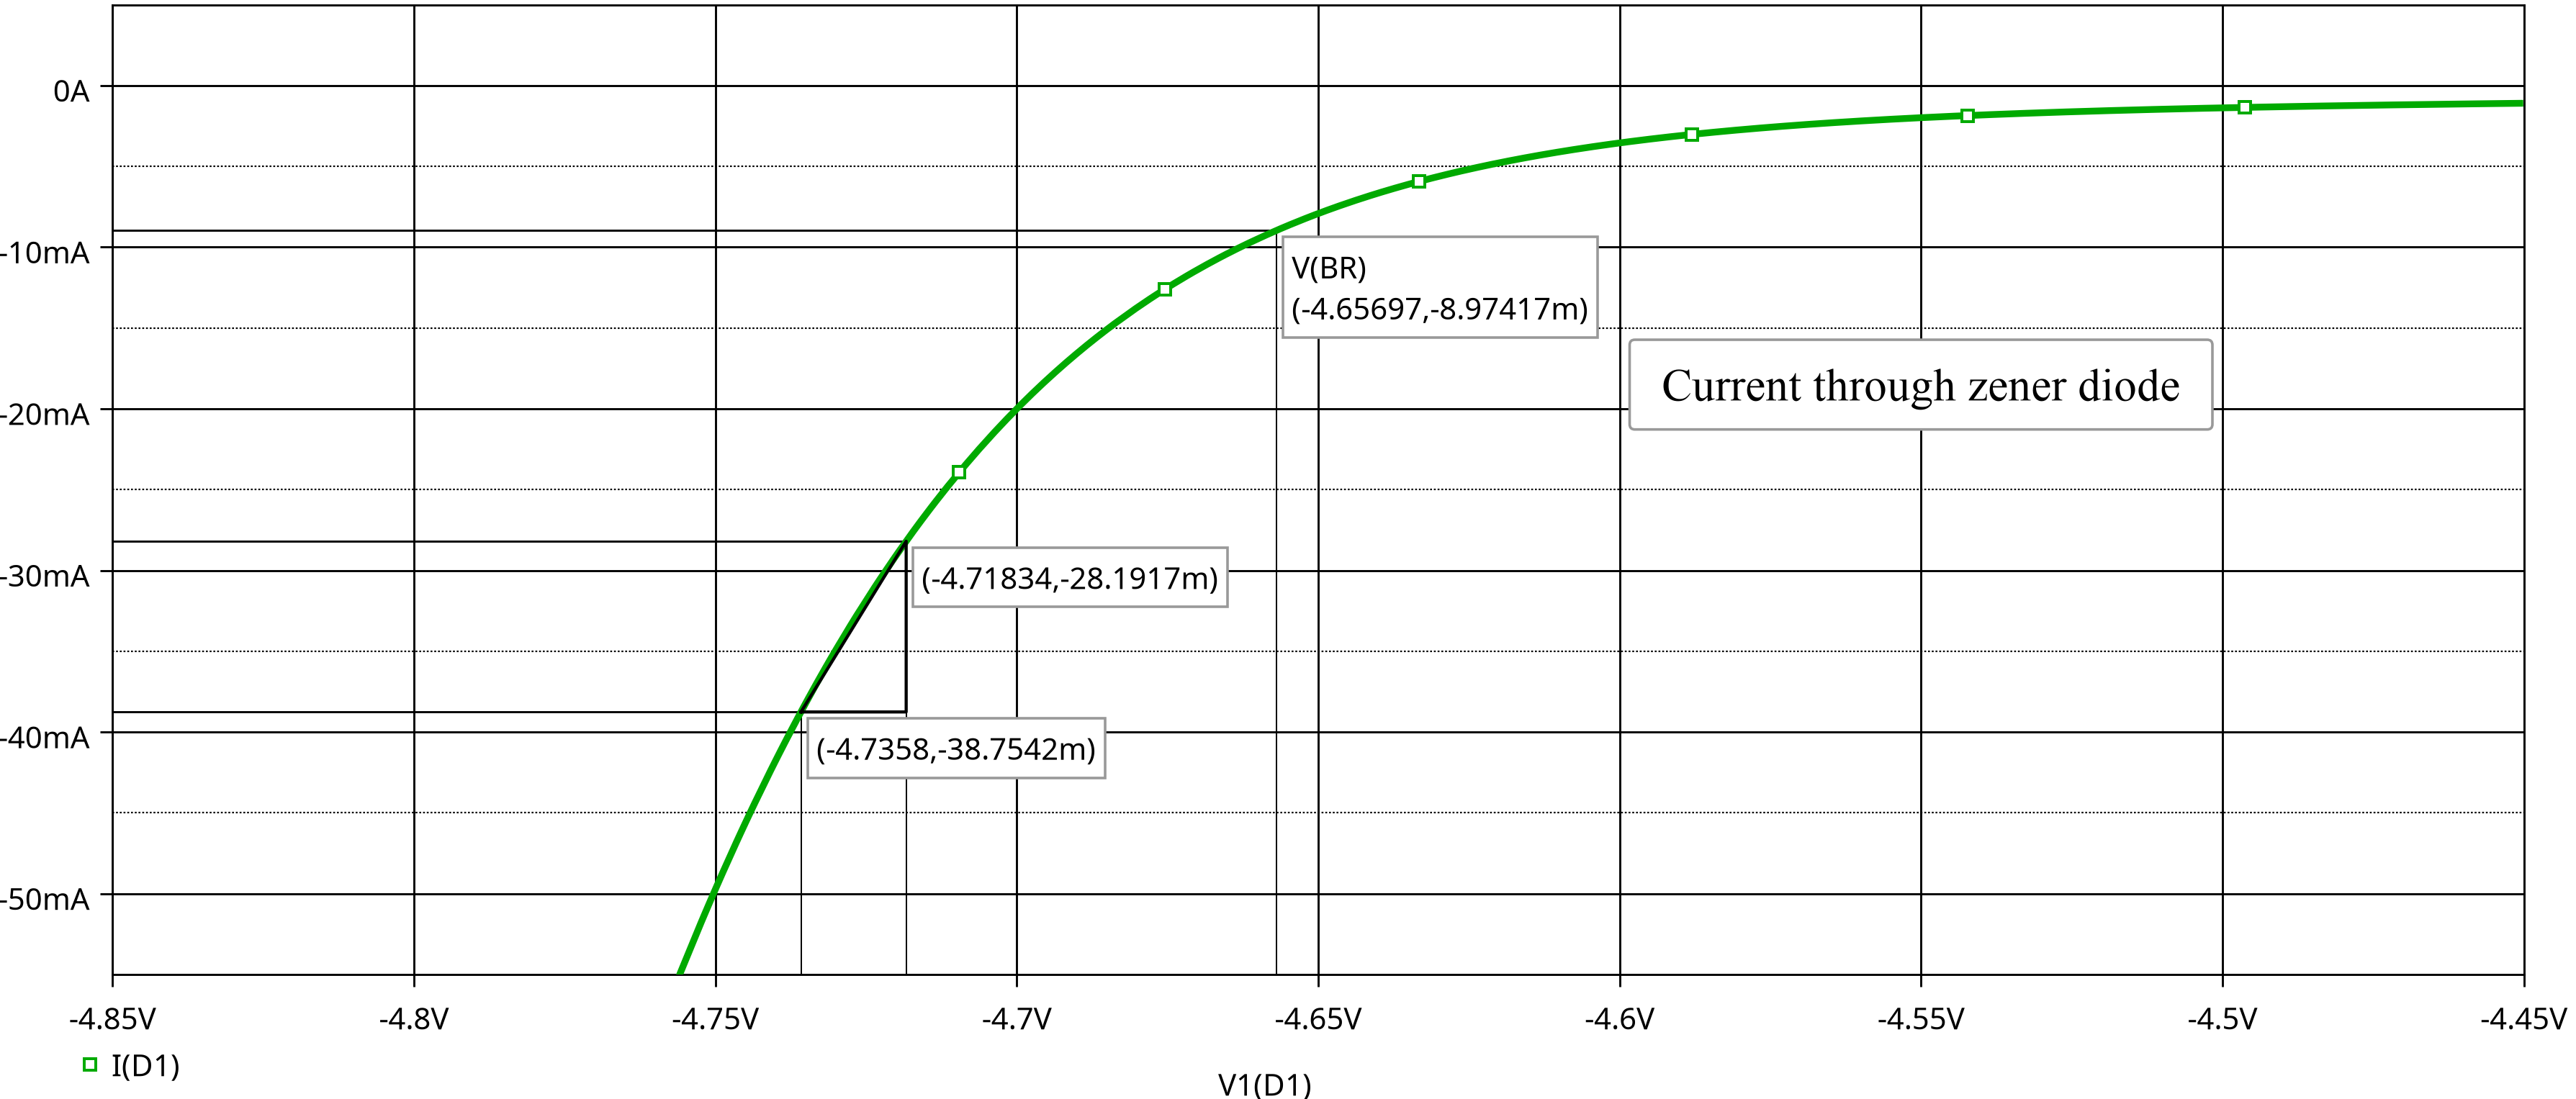 0A
-10mA
-20mA
-30mA
-40mA
-50mA
V(BR)
(-4.65697,-8.97417m)
Current through zener diode
(-4.71834,-28.1917m)
(-4.7358,-38.7542m)
-4.85V
-4.8V
-4.75V
-4.7V
-4.65V
-4.6V
-4.55V
-4.5V
-4.45V
I(D1)
V1(D1)